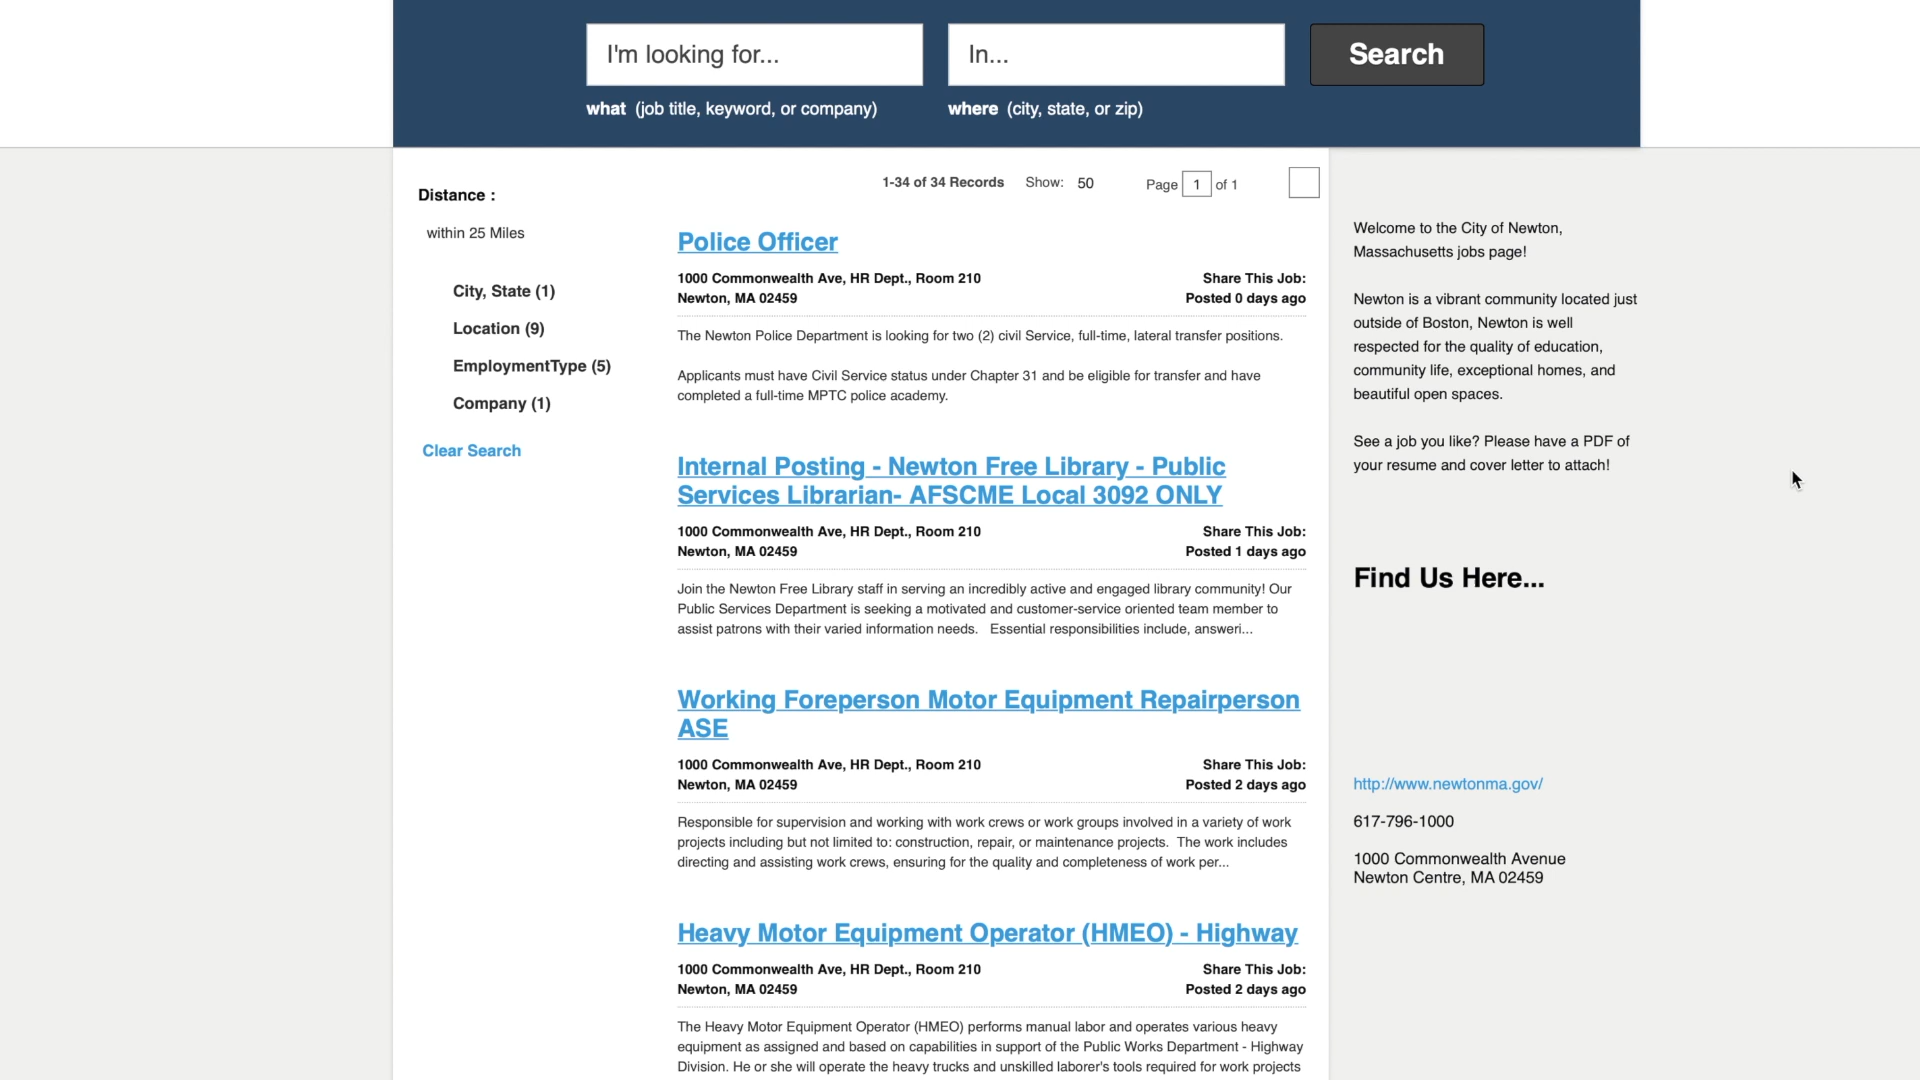 I'm looking for...
In...
Search
what (job title, keyword, or company)
where (city, state, or zip)
1-34 of 34 Records Show: 50 Page 1 of 1
Distance :
within 25 Miles
City, State (1)
Location (9)
EmploymentType (5)
Company (1)
Clear Search
Police Officer
1000 Commonwealth Ave, HR Dept., Room 210
Newton, MA 02459
Share This Job:
Posted 0 days ago
The Newton Police Department is looking for two (2) civil Service, full-time, lateral transfer positions.
Applicants must have Civil Service status under Chapter 31 and be eligible for transfer and have
completed a full-time MPTC police academy.
Internal Posting - Newton Free Library - Public
Services Librarian- AFSCME Local 3092 ONLY
1000 Commonwealth Ave, HR Dept., Room 210
Newton, MA 02459
Share This Job:
Posted 1 days ago
Join the Newton Free Library staff in serving an incredibly active and engaged library community! Our
Public Services Department is seeking a motivated and customer-service oriented team member to
assist patrons with their varied information needs. Essential responsibilities include, answeri...
Working Foreperson Motor Equipment Repairperson
ASE
1000 Commonwealth Ave, HR Dept., Room 210
Newton, MA 02459
Share This Job:
Posted 2 days ago
Responsible for supervision and working with work crews or work groups involved in a variety of work
projects including but not limited to: construction, repair, or maintenance projects. The work includes
directing and assisting work crews, ensuring for the quality and completeness of work per...
Heavy Motor Equipment Operator (HMEO) - Highway
1000 Commonwealth Ave, HR Dept., Room 210
Newton, MA 02459
Share This Job:
Posted 2 days ago
The Heavy Motor Equipment Operator (HMEO) performs manual labor and operates various heavy
equipment as assigned and based on capabilities in support of the Public Works Department - Highway
Division. He or she will operate the heavy trucks and unskilled laborer's tools required for work projects
Welcome to the City of Newton,
Massachusetts jobs page!
Newton is a vibrant community located just
outside of Boston, Newton is well
respected for the quality of education,
community life, exceptional homes, and
beautiful open spaces.
See a job you like? Please have a PDF of
your resume and cover letter to attach!
Find Us Here...
http://www.newtonma.gov/
617-796-1000
1000 Commonwealth Avenue
Newton Centre, MA 02459